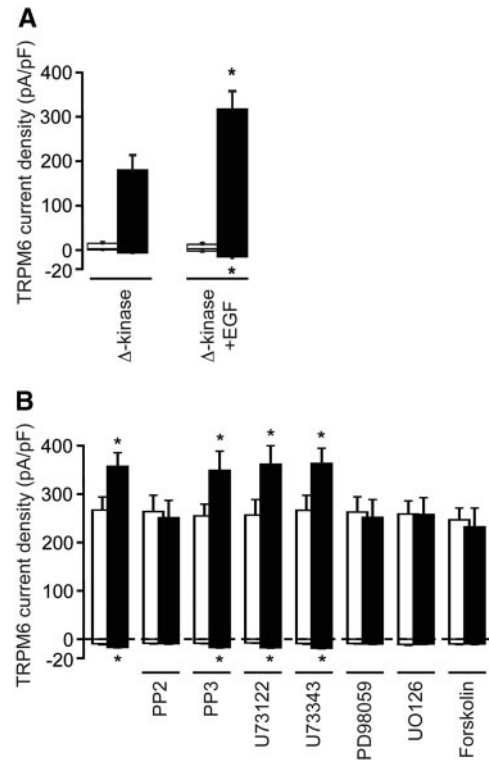 A
TRPM6 current density (pA/pF)
400
300
200
100
0
-20
*
*
Δ-kinase
Δ-kinase
+EGF
B
TRPM6 current density (pA/pF)
400
300
200
100
0
-20
* * * *
* * * *
PP2
PP3
U73122
U73343
PD98059
UO126
Forskolin